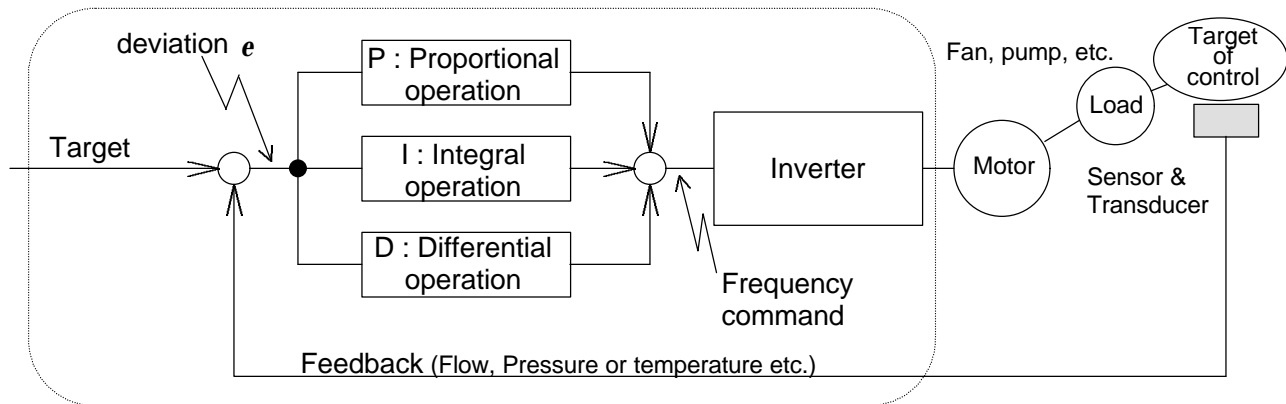 deviation e
P : Proportional
operation
Fan, pump, etc.
Target
of
control
Load
Target
I : Integral
operation
Inverter
Motor
Sensor &
Transducer
D : Differential
operation
Frequency
command
Feedback (Flow, Pressure or temperature etc.)